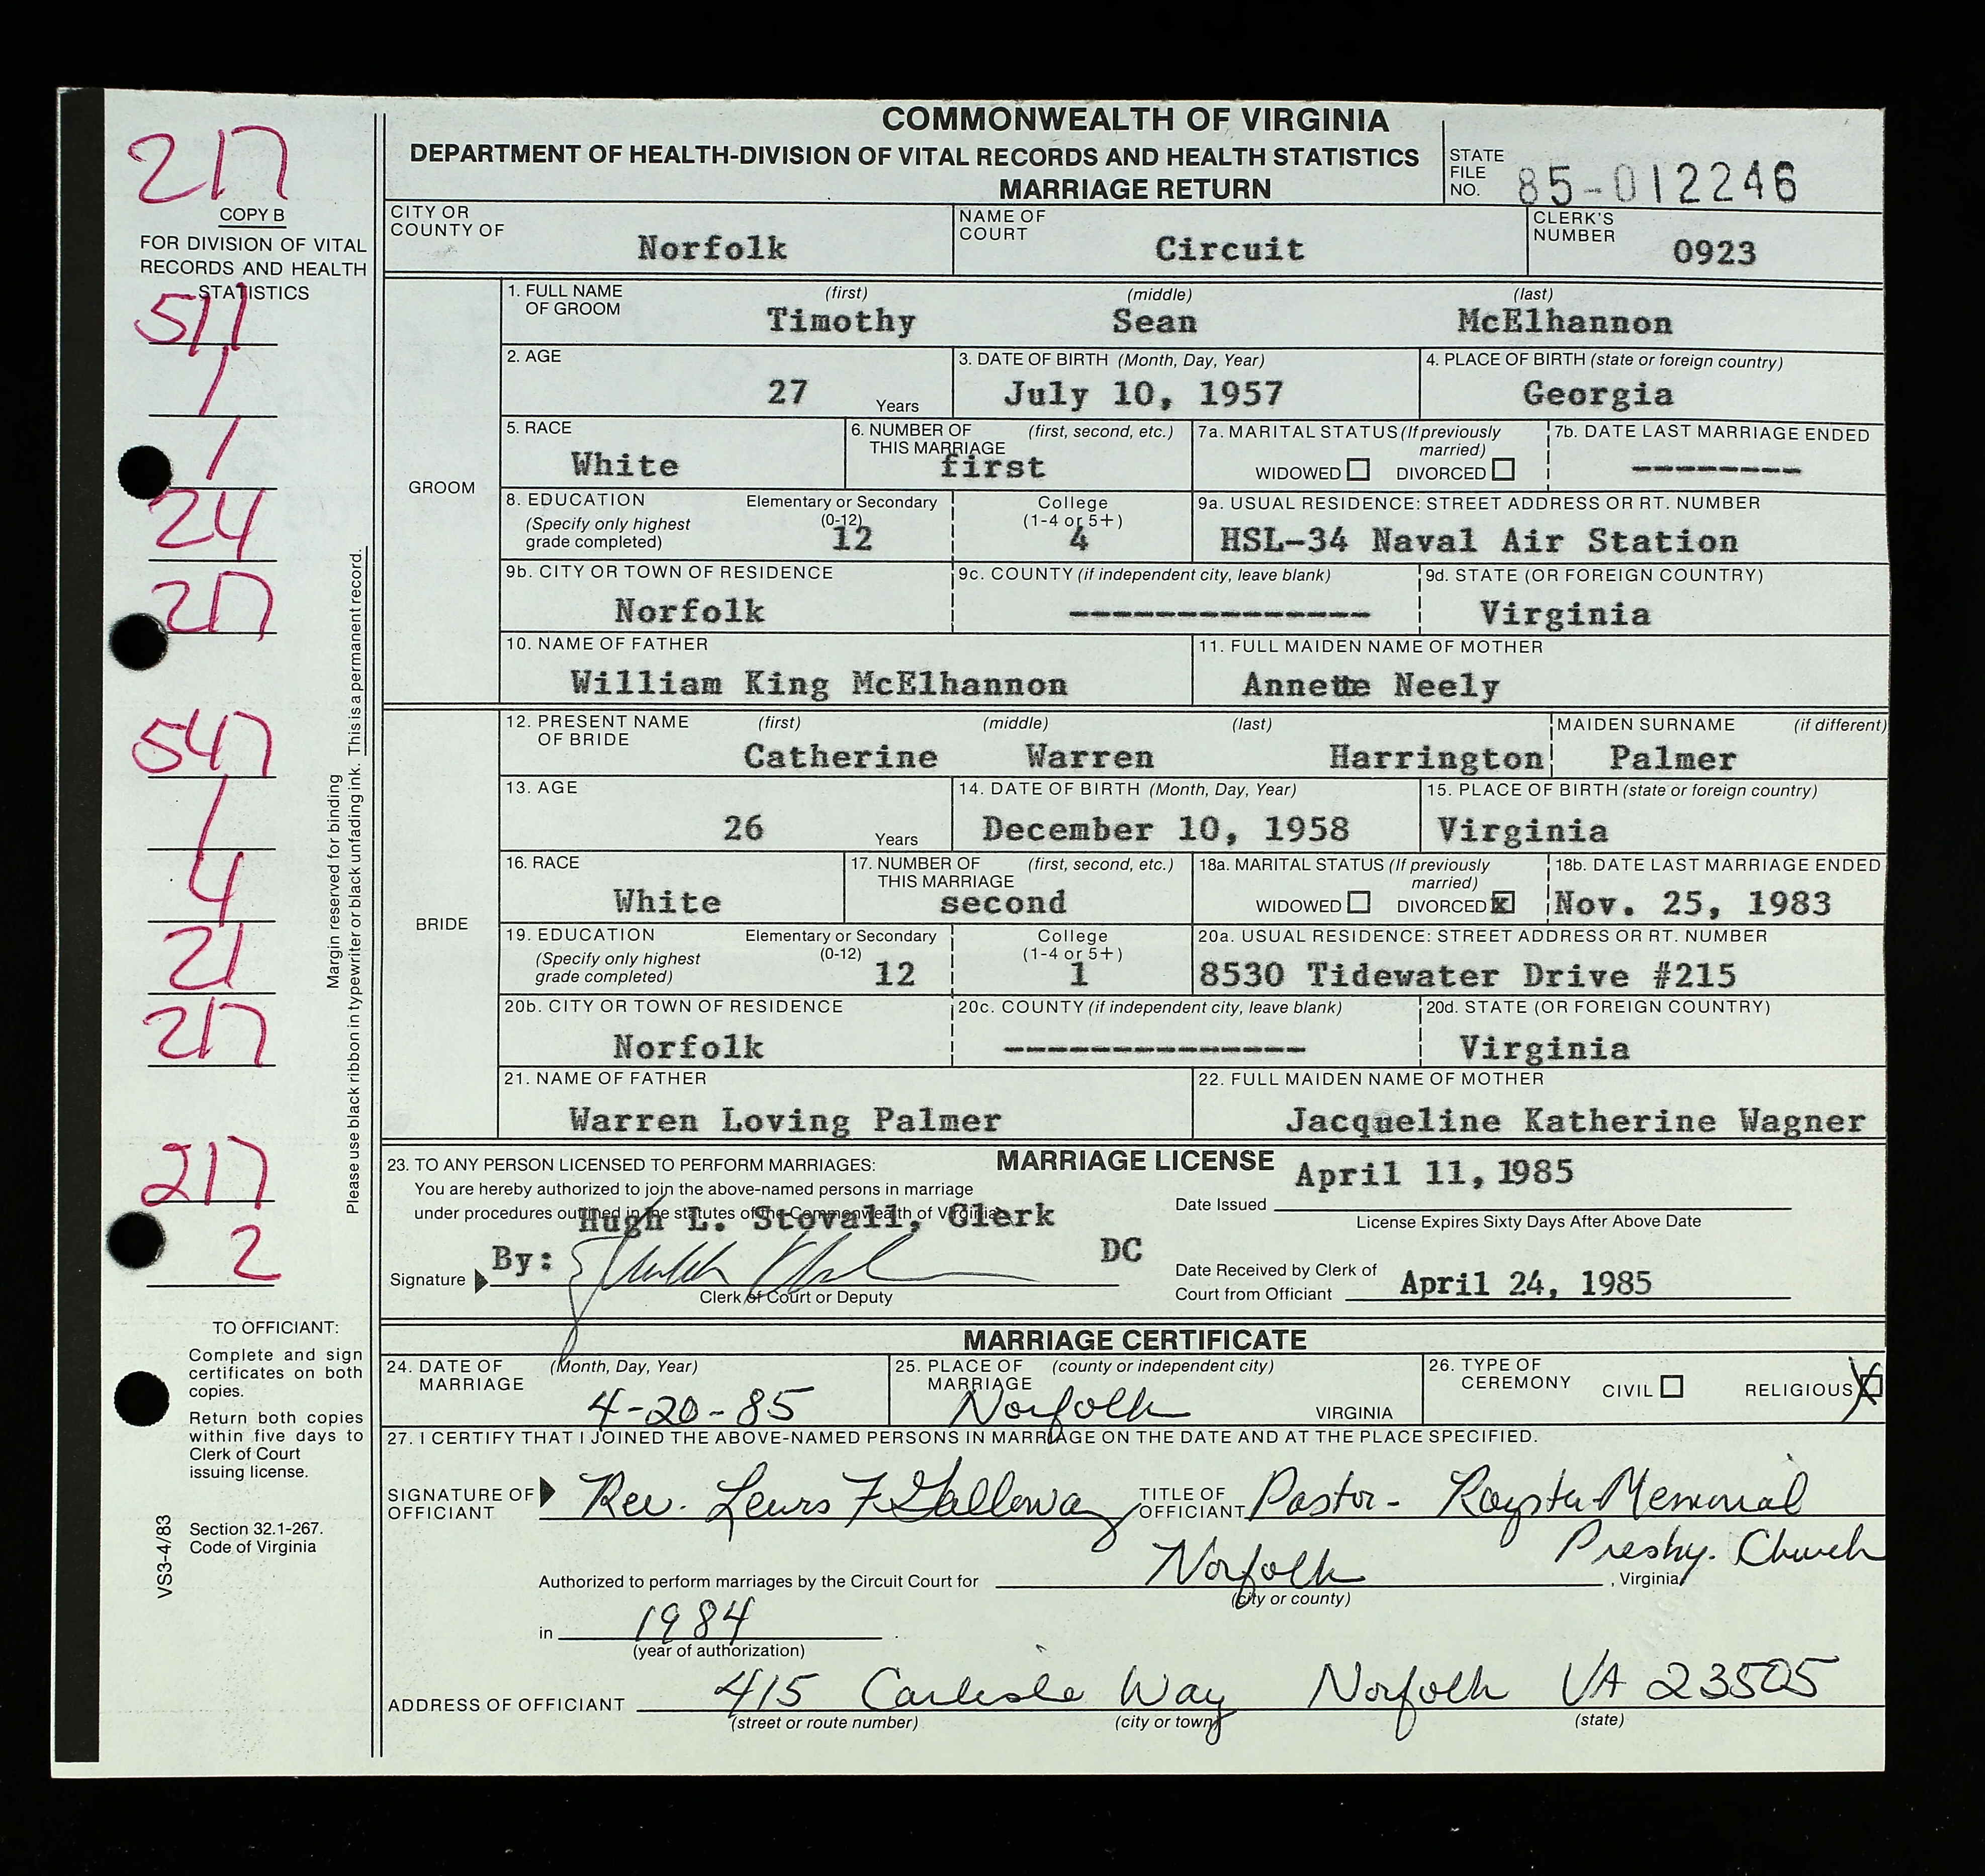 COMMONWEALTH OF VIRGINIA
DEPARTMENT OF HEALTH-DIVISION OF VITAL RECORDS AND HEALTH STATISTICS
MARRIAGE RETURN
STATE FILE NO. 85-012246
217
COPY B
FOR DIVISION OF VITAL
RECORDS AND HEALTH
STATISTICS
511
1
1
24
217
547
1
4
21
217
217
2
Margin reserved for binding
Please use black ribbon in typewriter or black unfading ink. This is a permanent record.
TO OFFICIANT:
Complete and sign
certificates on both
copies.
Return both copies
within five days to
Clerk of Court
issuing license.
Section 32.1-267.
Code of Virginia
VS3-4/83
CITY OR COUNTY OF Norfolk NAME OF COURT Circuit CLERK'S NUMBER 0923
GROOM
1. FULL NAME OF GROOM (first) Timothy (middle) Sean (last) McElhannon
2. AGE 27 Years 3. DATE OF BIRTH (Month, Day, Year) July 10, 1957 4. PLACE OF BIRTH (state or foreign country) Georgia
5. RACE White 6. NUMBER OF THIS MARRIAGE (first, second, etc.) first 7a. MARITAL STATUS (If previously married) WIDOWED DIVORCED 7b. DATE LAST MARRIAGE ENDED --------
8. EDUCATION (Specify only highest grade completed) Elementary or Secondary (0-12) 12 College (1-4 or 5+) 4 9a. USUAL RESIDENCE: STREET ADDRESS OR RT. NUMBER HSL-34 Naval Air Station
9b. CITY OR TOWN OF RESIDENCE Norfolk 9c. COUNTY (if independent city, leave blank) -------------- 9d. STATE (OR FOREIGN COUNTRY) Virginia
10. NAME OF FATHER William King McElhannon 11. FULL MAIDEN NAME OF MOTHER Annette Neely
BRIDE
12. PRESENT NAME OF BRIDE (first) Catherine (middle) Warren (last) Harrington MAIDEN SURNAME (if different) Palmer
13. AGE 26 Years 14. DATE OF BIRTH (Month, Day, Year) December 10, 1958 15. PLACE OF BIRTH (state or foreign country) Virginia
16. RACE White 17. NUMBER OF THIS MARRIAGE (first, second, etc.) second 18a. MARITAL STATUS (If previously married) WIDOWED DIVORCED x 18b. DATE LAST MARRIAGE ENDED Nov. 25, 1983
19. EDUCATION (Specify only highest grade completed) Elementary or Secondary (0-12) 12 College (1-4 or 5+) 1 20a. USUAL RESIDENCE: STREET ADDRESS OR RT. NUMBER 8530 Tidewater Drive #215
20b. CITY OR TOWN OF RESIDENCE Norfolk 20c. COUNTY (if independent city, leave blank) -------------- 20d. STATE (OR FOREIGN COUNTRY) Virginia
21. NAME OF FATHER Warren Loving Palmer 22. FULL MAIDEN NAME OF MOTHER Jacqueline Katherine Wagner
MARRIAGE LICENSE
23. TO ANY PERSON LICENSED TO PERFORM MARRIAGES:
You are hereby authorized to join the above-named persons in marriage
under procedures outlined in the statutes of the Commonwealth of Virginia.
Hugh L. Stovall, Clerk
Signature By: DC
Clerk of Court or Deputy
Date Issued April 11, 1985
License Expires Sixty Days After Above Date
Date Received by Clerk of Court from Officiant April 24, 1985
MARRIAGE CERTIFICATE
24. DATE OF MARRIAGE (Month, Day, Year) 4-20-85 25. PLACE OF MARRIAGE (county or independent city) Norfolk VIRGINIA 26. TYPE OF CEREMONY CIVIL RELIGIOUS X
27. I CERTIFY THAT I JOINED THE ABOVE-NAMED PERSONS IN MARRIAGE ON THE DATE AND AT THE PLACE SPECIFIED.
SIGNATURE OF OFFICIANT Rev. Lewis F Galloway TITLE OF OFFICIANT Pastor- Royster Memorial
Presby. Church
Authorized to perform marriages by the Circuit Court for Norfolk , Virginia
(city or county)
in 1984
(year of authorization)
ADDRESS OF OFFICIANT 415 Carlisle Way Norfolk VA 23505
(street or route number) (city or town) (state)